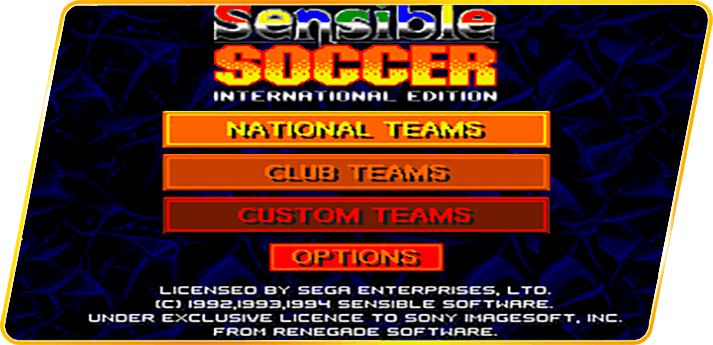 Sensible
SOCCER
INTERNATIONAL EDITION
NATIONAL TEAMS
CLUB TEAMS
CUSTOM TEAMS
OPTIONS
LICENSED BY SEGA ENTERPRISES, LTD.
(C) 1992,1993,1994 SENSIBLE SOFTWARE.
UNDER EXCLUSIVE LICENCE TO SONY IMAGESOFT, INC.
FROM RENEGADE SOFTWARE.